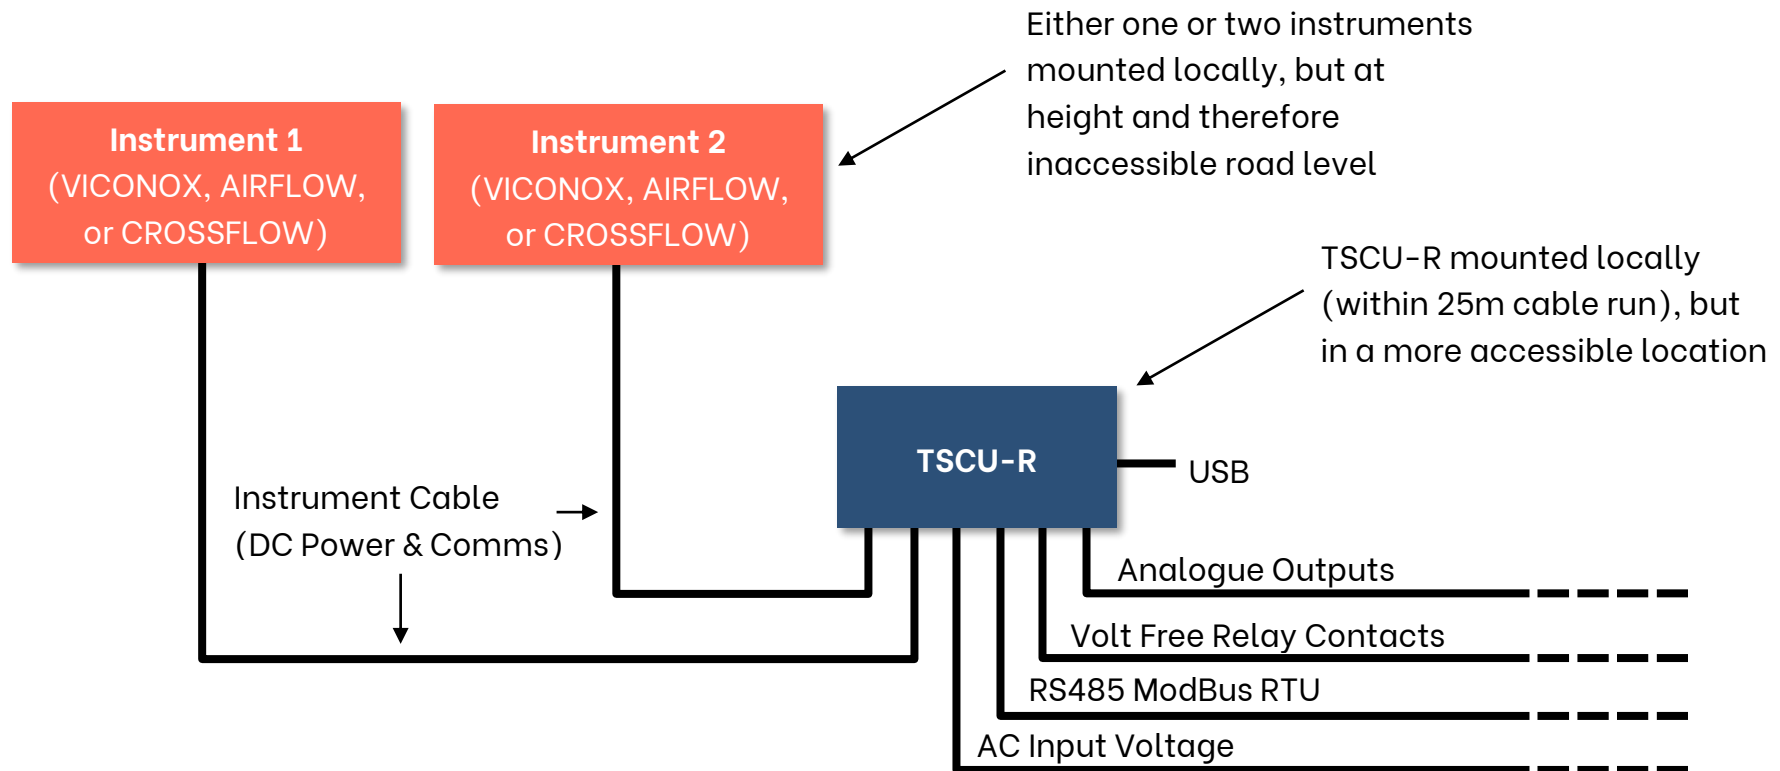 Either one or two instruments
mounted locally, but at
height and therefore
inaccessible road level
Instrument 1
(VICONOX, AIRFLOW,
or CROSSFLOW)
Instrument 2
(VICONOX, AIRFLOW,
or CROSSFLOW)
TSCU-R mounted locally
(within 25m cable run), but
in a more accessible location
TSCU-R
USB
Instrument Cable
(DC Power & Comms)
Analogue Outputs
Volt Free Relay Contacts
RS485 ModBus RTU
AC Input Voltage